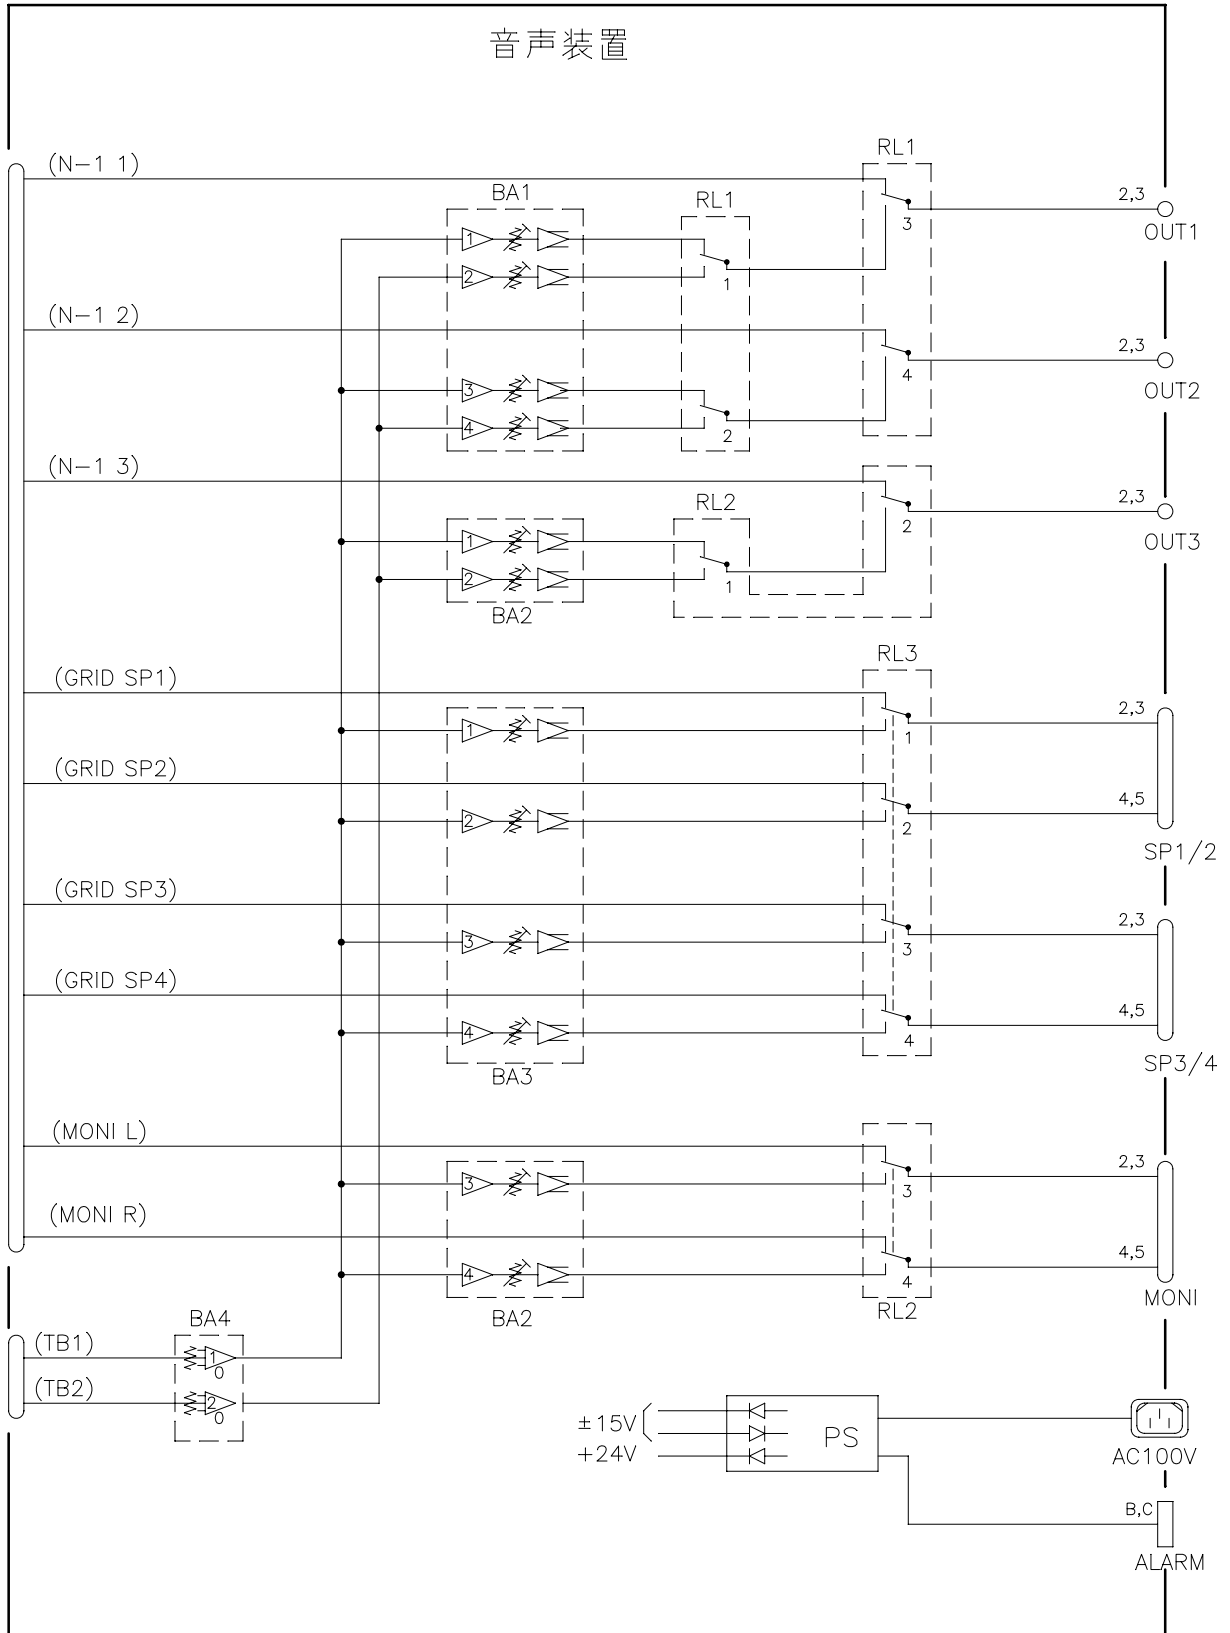 音声装置
(N-1 1)
RL1
BA1
RL1
2,3
1
3
OUT1
2
1
(N-1 2)
2,3
4
3
OUT2
4
2
(N-1 3)
2,3
RL2
2
1
OUT3
2
1
BA2
RL3
(GRID SP1)
2,3
1
1
(GRID SP2)
4,5
2
2
SP1/2
(GRID SP3)
2,3
3
3
(GRID SP4)
4,5
4
4
SP3/4
BA3
(MONI L)
2,3
3
3
(MONI R)
4,5
4
4
MONI
BA2
RL2
BA4
(TB1)
1
0
(TB2)
2
0
±15V
PS
+24V
AC100V
B,C
ALARM